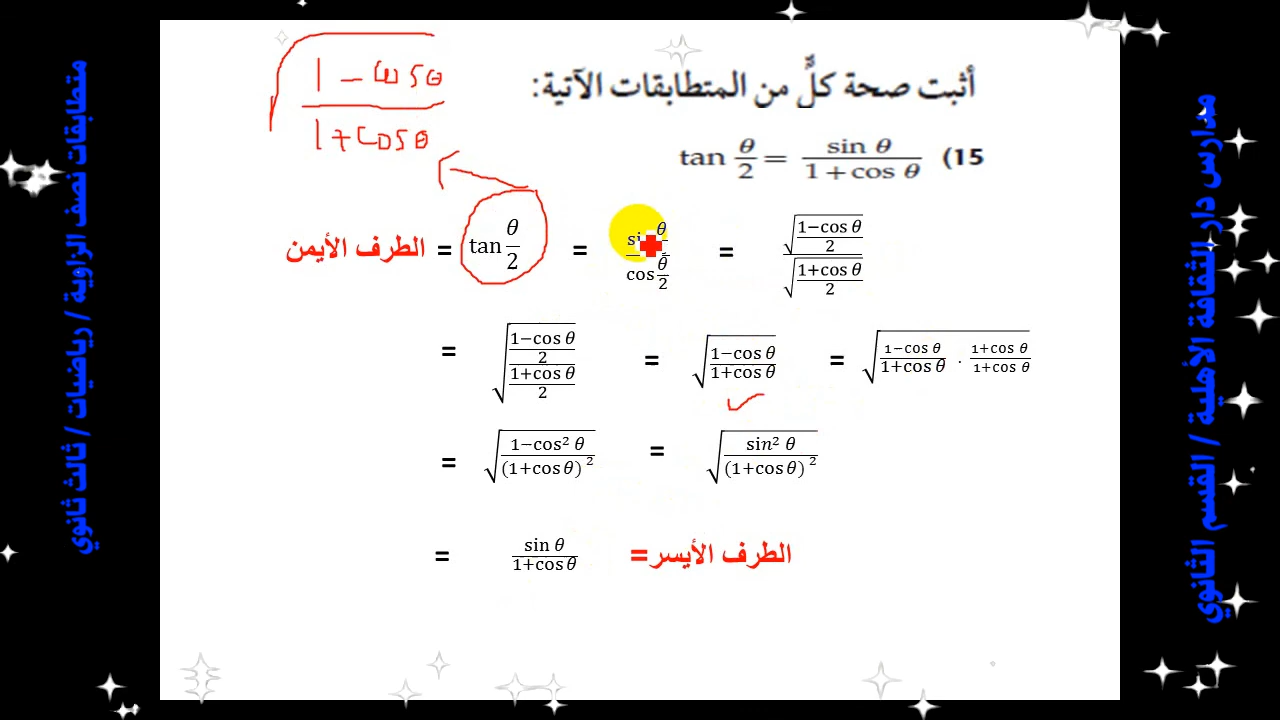 أثبت صحة كلٍّ من المتطابقات الآتية:
15) tan θ/2 = sin θ / (1 + cos θ)
√((1 - cos θ) / (1 + cos θ))
الطرف الأيمن = tan θ/2 = sin θ/2 / cos θ/2 = √((1−cos θ)/2) / √((1+cos θ)/2)
= √(((1−cos θ)/2) / ((1+cos θ)/2)) = √((1−cos θ)/(1+cos θ)) = √((1−cos θ)/(1+cos θ) · (1+cos θ)/(1+cos θ))
= √((1−cos² θ)/(1+cos θ)²) = √(sin² θ/(1+cos θ)²)
= sin θ/(1+cos θ) = الطرف الأيسر
متطابقات نصف الزاوية / رياضيات / ثالث ثانوي
مدارس دار الثقافة الأهلية / القسم الثانوي